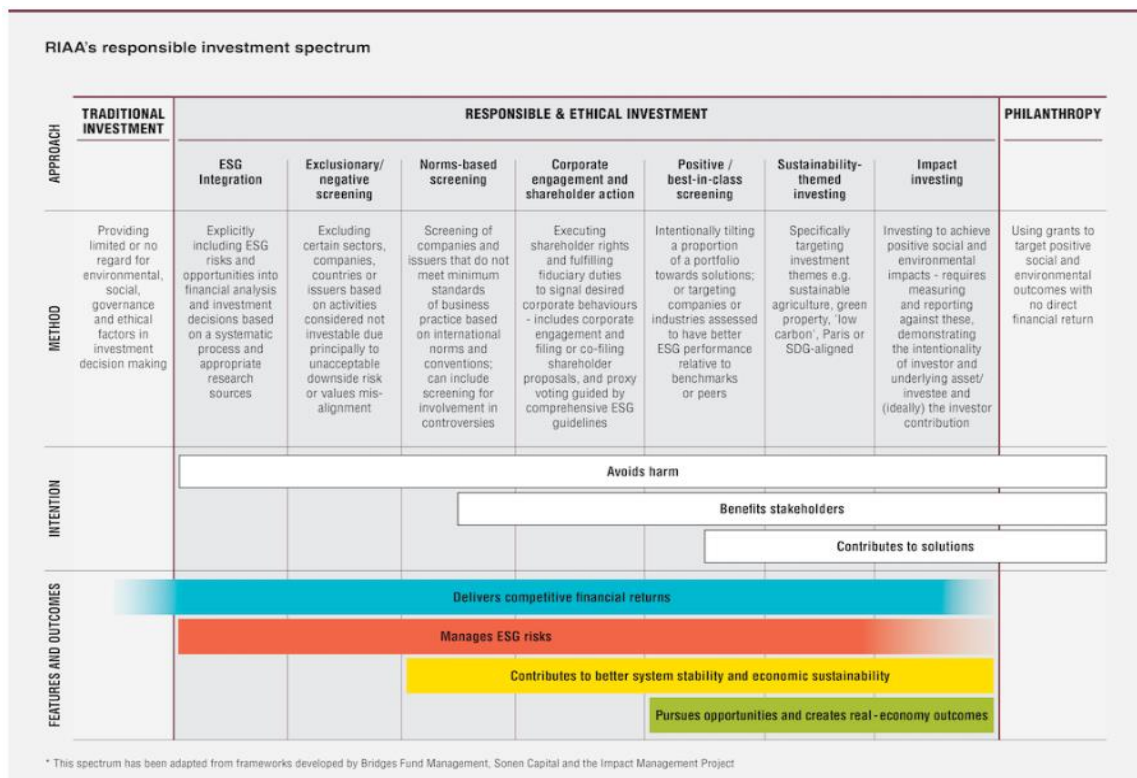 RIAA's responsible investment spectrum
APPROACH
TRADITIONAL
INVESTMENT
RESPONSIBLE & ETHICAL INVESTMENT
PHILANTHROPY
ESG
Integration
Exclusionary/
negative
screening
Norms-based
screening
Corporate
engagement and
shareholder action
Positive /
best-in-class
screening
Sustainability-
themed
investing
Impact
investing
METHOD
Providing
limited or no
regard for
environmental,
social,
governance
and ethical
factors in
investment
decision making
Explicitly
including ESG
risks and
opportunities into
financial analysis
and investment
decisions based
on a systematic
process and
appropriate
research
sources
Excluding
certain sectors,
companies,
countries or
issuers based
on activities
considered not
investable due
principally to
unacceptable
downside risk
or values mis-
alignment
Screening of
companies and
issuers that do not
meet minimum
standards
of business
practice based
on international
norms and
conventions;
can include
screening for
involvement in
controversies
Executing
shareholder rights
and fulfilling
fiduciary duties
to signal desired
corporate behaviours
- includes corporate
engagement and
filing or co-filing
shareholder
proposals, and proxy
voting guided by
comprehensive ESG
guidelines
Intentionally tilting
a proportion
of a portfolio
towards solutions;
or targeting
companies or
industries assessed
to have better
ESG performance
relative to
benchmarks
or peers
Specifically
targeting
investment
themes e.g.
sustainable
agriculture, green
property, 'low
carbon', Paris or
SDG-aligned
Investing to achieve
positive social and
environmental
impacts - requires
measuring
and reporting
against these,
demonstrating
the intentionality
of investor and
underlying asset/
investee and
(ideally) the investor
contribution
Using grants to
target positive
social and
environmental
outcomes with
no direct
financial return
INTENTION
Avoids harm
Benefits stakeholders
Contributes to solutions
FEATURES AND OUTCOMES
Delivers competitive financial returns
Manages ESG risks
Contributes to better system stability and economic sustainability
Pursues opportunities and creates real-economy outcomes
* This spectrum has been adapted from frameworks developed by Bridges Fund Management, Sonen Capital and the Impact Management Project